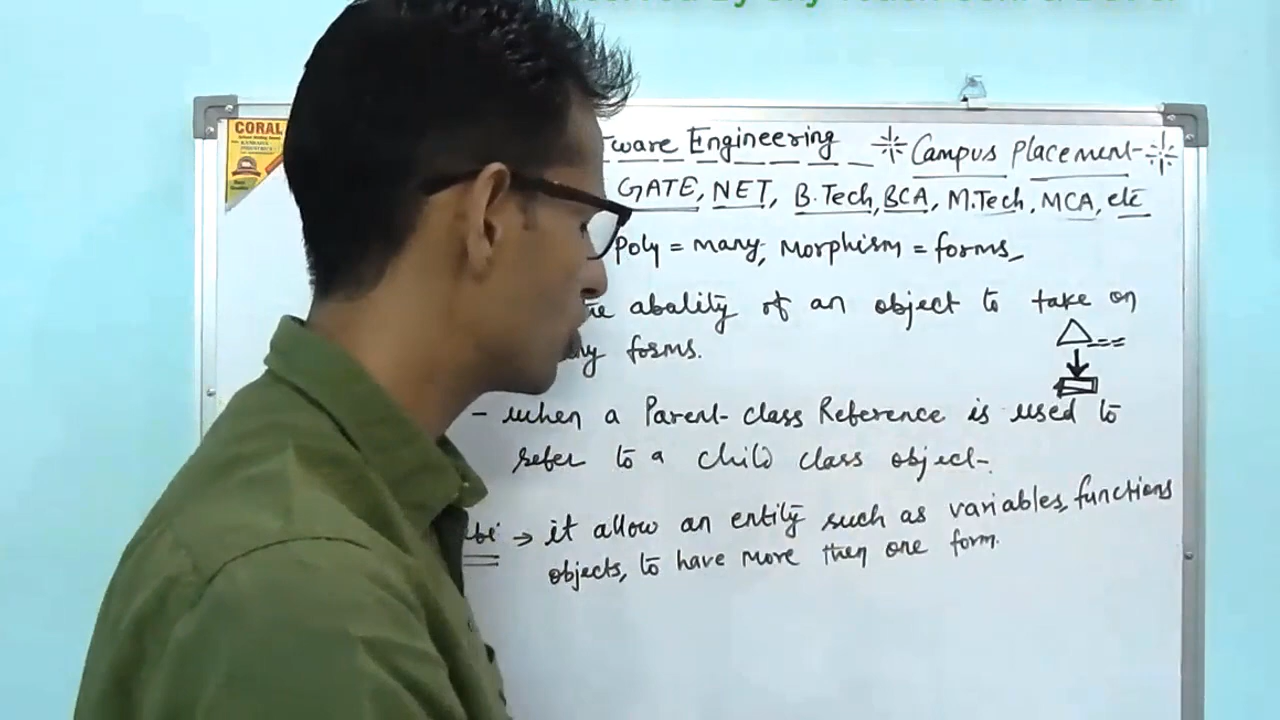 CORAL
tware Engineering Campus Placement
GATE, NET, B.Tech, BCA, M.Tech, MCA, etc
Poly = many, Morphism = forms,
abality of an object to take on
forms.
- when a Parent class Reference is used to
refer to a child class object.
→ it allow an entity such as variables, functions
objects, to have more then one form.